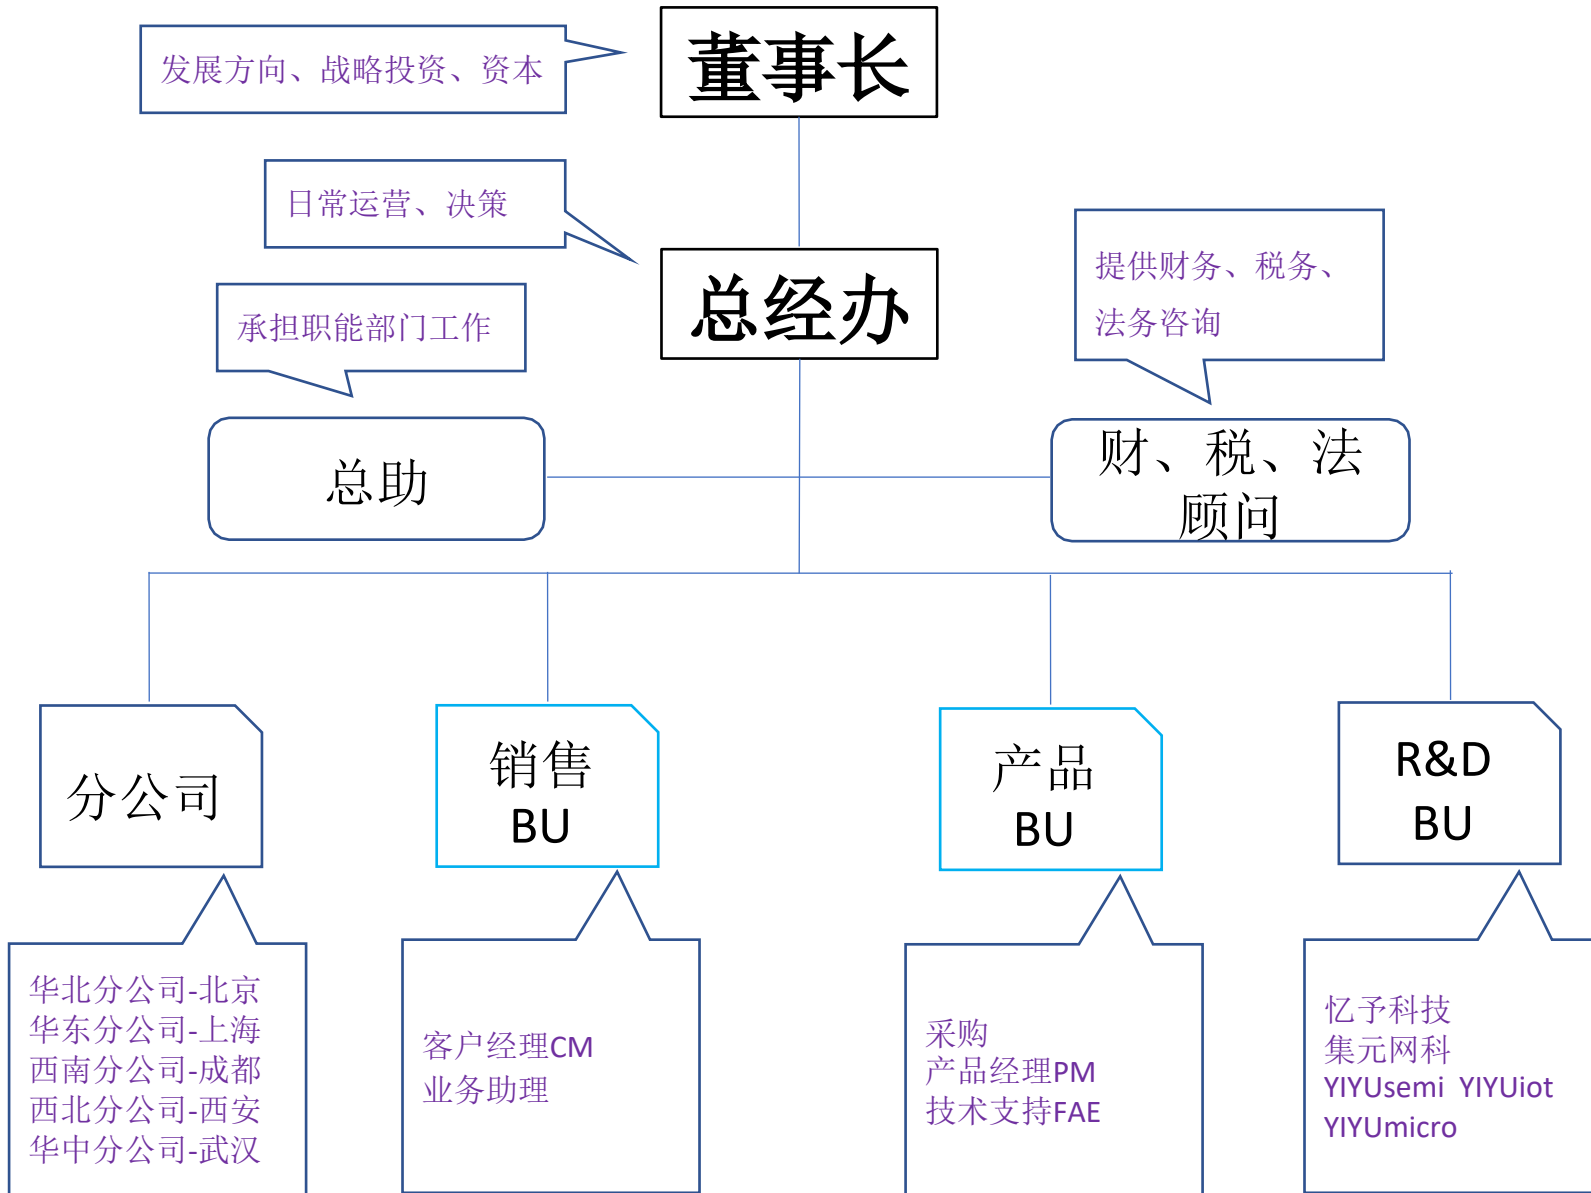 董事长
发展方向、战略投资、资本
日常运营、决策
总经办
提供财务、税务、
法务咨询
承担职能部门工作
总助
财、税、法
顾问
分公司
销售
BU
产品
BU
R&D
BU
华北分公司-北京
华东分公司-上海
西南分公司-成都
西北分公司-西安
华中分公司-武汉
客户经理CM
业务助理
采购
产品经理PM
技术支持FAE
忆予科技
集元网科
YIYUsemi YIYUiot
YIYUmicro